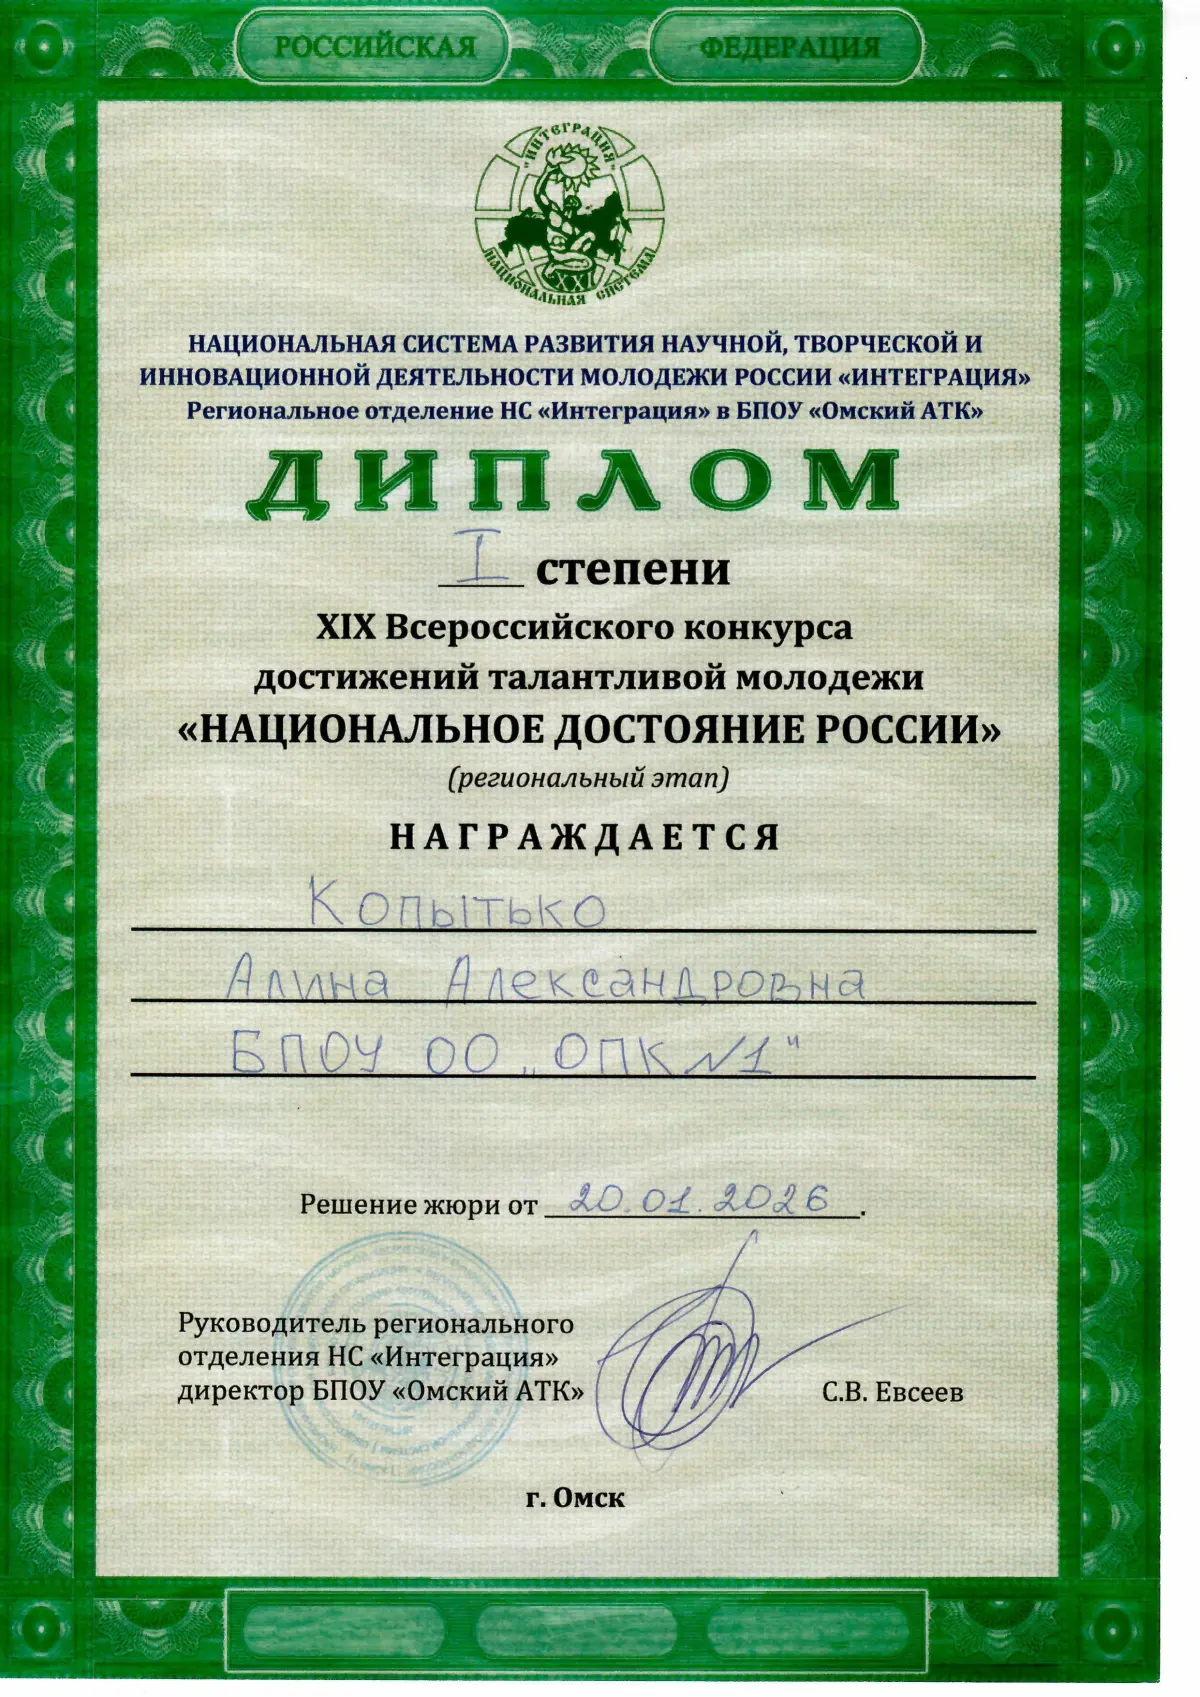 РОССИЙСКАЯ ФЕДЕРАЦИЯ
"ИНТЕГРАЦИЯ"
XXI
НАЦИОНАЛЬНАЯ СИСТЕМА
НАЦИОНАЛЬНАЯ СИСТЕМА РАЗВИТИЯ НАУЧНОЙ, ТВОРЧЕСКОЙ И
ИННОВАЦИОННОЙ ДЕЯТЕЛЬНОСТИ МОЛОДЕЖИ РОССИИ «ИНТЕГРАЦИЯ»
Региональное отделение НС «Интеграция» в БПОУ «Омский АТК»
ДИПЛОМ
I степени
XIX Всероссийского конкурса
достижений талантливой молодежи
«НАЦИОНАЛЬНОЕ ДОСТОЯНИЕ РОССИИ»
(региональный этап)
НАГРАЖДАЕТСЯ
Копытько
Алина Александровна
БПОУ ОО „ОПК №1"
Решение жюри от 20.01.2026.
Руководитель регионального
отделения НС «Интеграция»
директор БПОУ «Омский АТК»
С.В. Евсеев
г. Омск